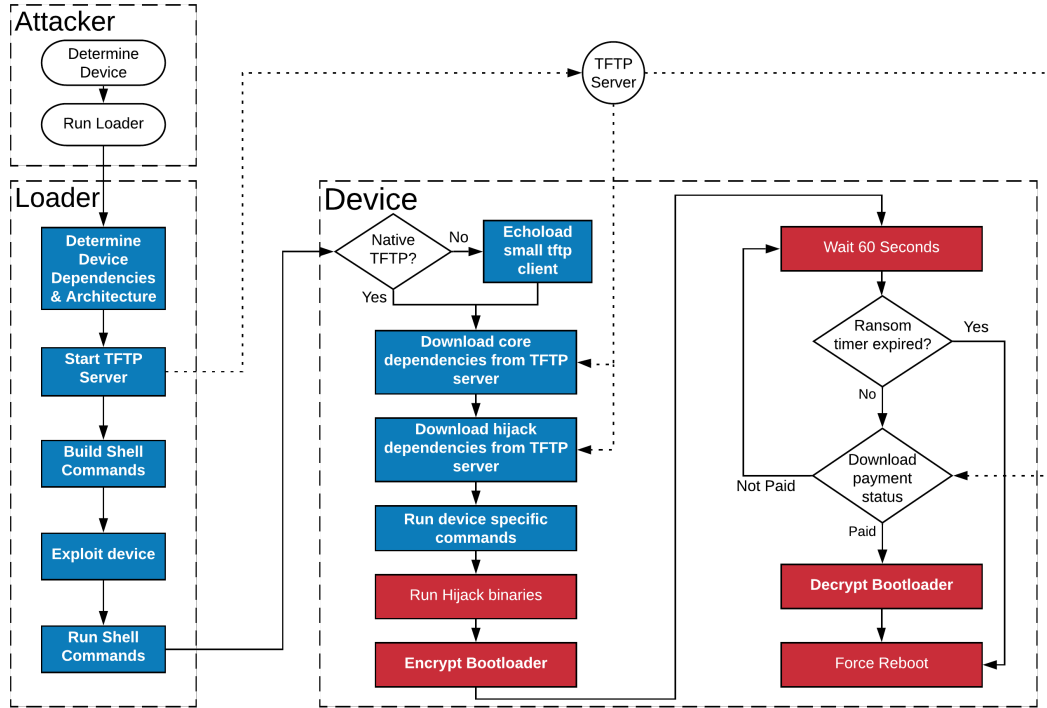 Attacker
Determine
Device
Run Loader
TFTP
Server
Loader
Determine
Device
Dependencies
& Architecture
Start TFTP
Server
Build Shell
Commands
Exploit device
Run Shell
Commands
Device
Native
TFTP?
No
Yes
Echoload
small tftp
client
Download core
dependencies from TFTP
server
Download hijack
dependencies from TFTP
server
Run device specific
commands
Run Hijack binaries
Encrypt Bootloader
Wait 60 Seconds
Ransom
timer expired?
Yes
No
Download
payment
status
Not Paid
Paid
Decrypt Bootloader
Force Reboot